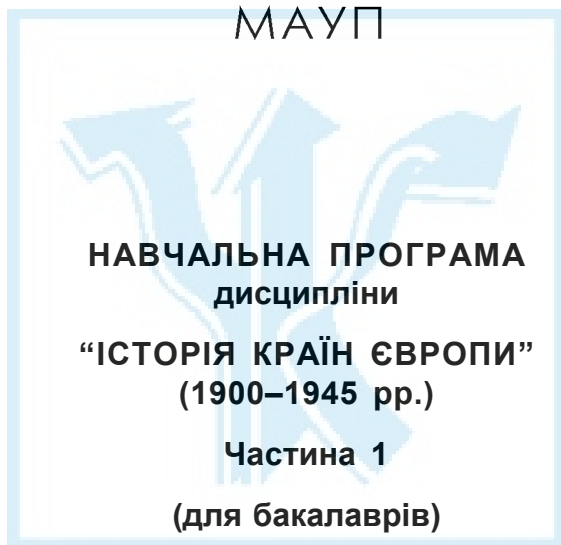 МАУП
НАВЧАЛЬНА ПРОГРАМА
дисципліни
“ІСТОРІЯ КРАЇН ЄВРОПИ”
(1900–1945 рр.)
Частина 1
(для бакалаврів)